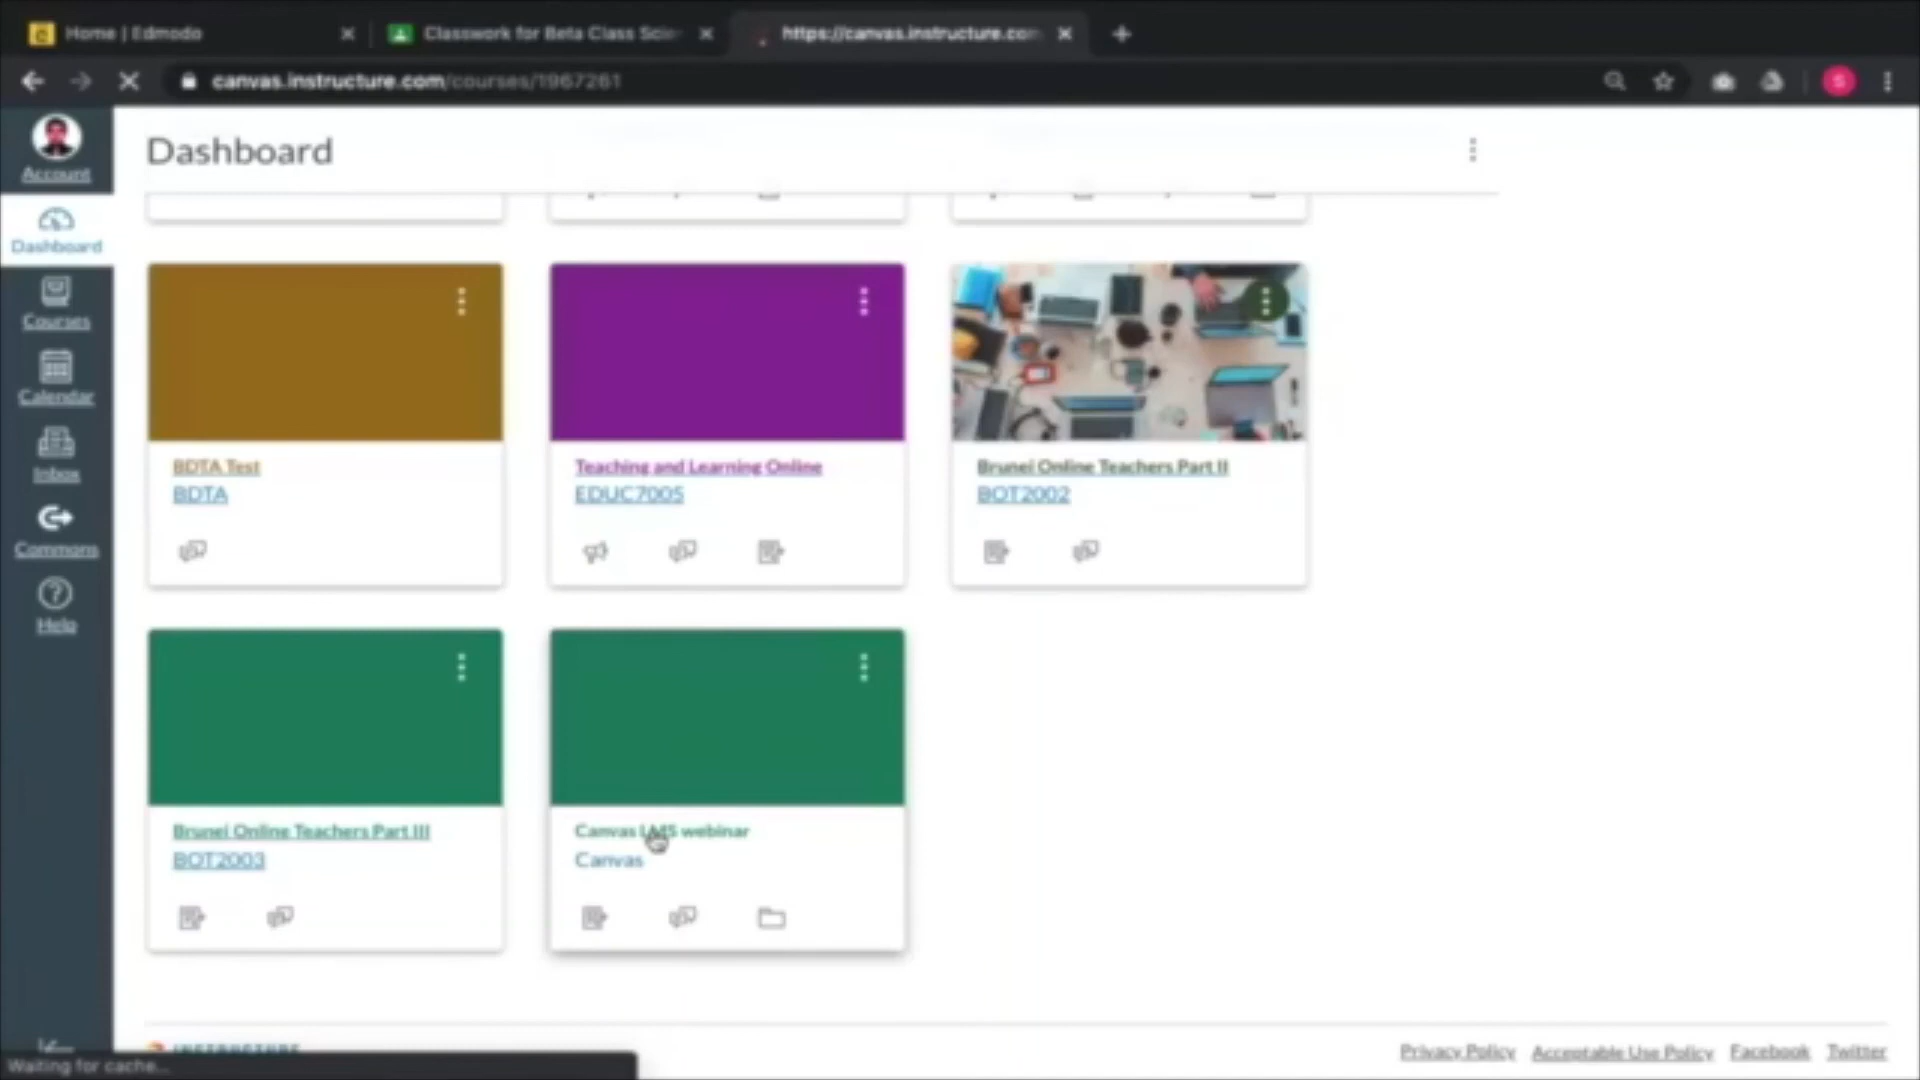 Home | Edmodo
Classwork for Beta Class Scie
https://canvas.instructure.com
canvas.instructure.com/courses/1967261
S
Account
Dashboard
Dashboard
Courses
Calendar
Inbox
Commons
Help
BDTA Test
BDTA
Teaching and Learning Online
EDUC7005
Brunei Online Teachers Part II
BOT2002
Brunei Online Teachers Part III
BOT2003
Canvas LMS webinar
Canvas
INSTRUCTURE
Privacy Policy Acceptable Use Policy Facebook Twitter
Waiting for cache...